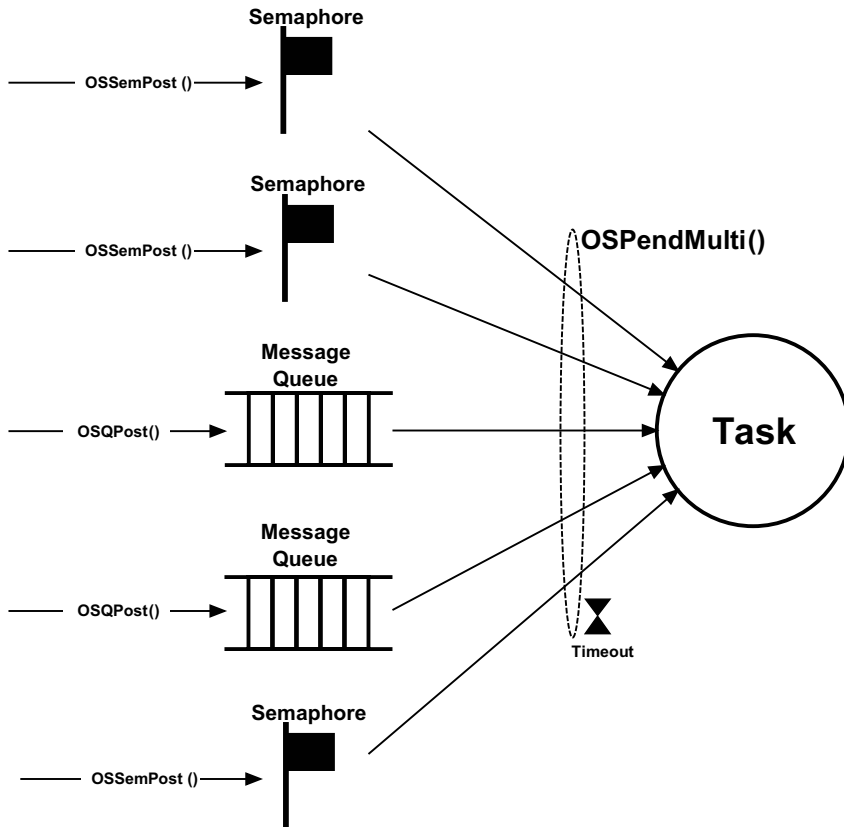 Semaphore
OSSemPost ()
Semaphore
OSSemPost ()
OSPendMulti()
Message
Queue
OSQPost()
Task
Message
Queue
OSQPost()
Timeout
Semaphore
OSSemPost ()